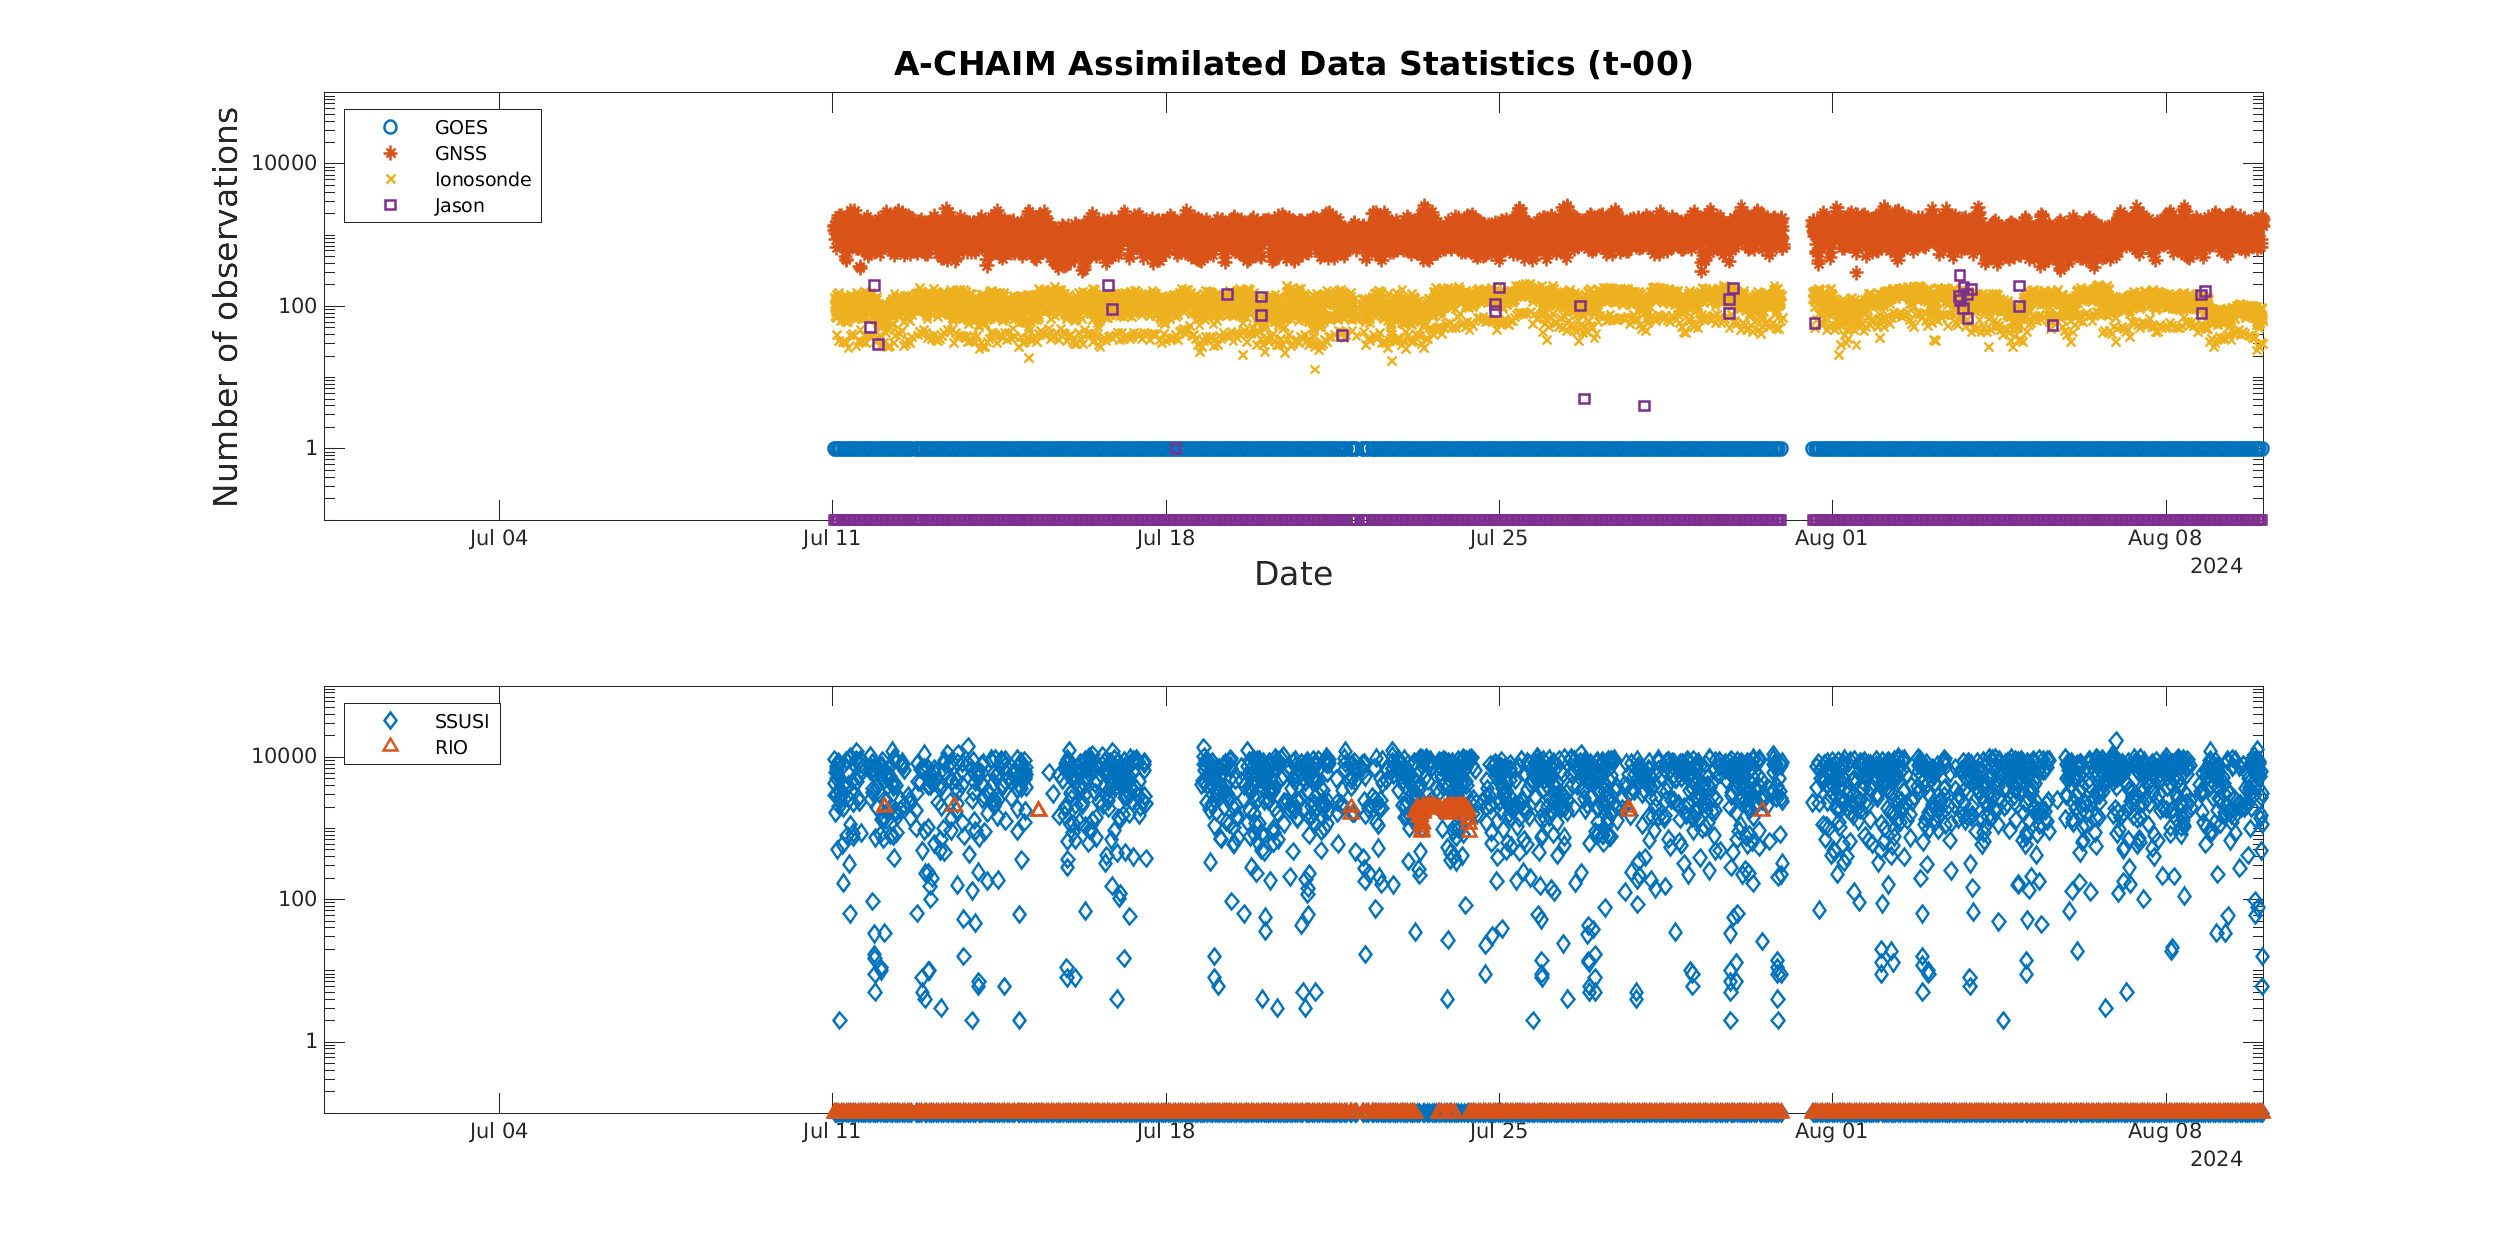 A-CHAIM Assimilated Data Statistics (t-00)
Number of observations
GOES
GNSS
Ionosonde
Jason
10000
100
1
Jul 04
Jul 11
Jul 18
Jul 25
Aug 01
Aug 08
2024
Date
SSUSI
RIO
10000
100
1
Jul 04
Jul 11
Jul 18
Jul 25
Aug 01
Aug 08
2024